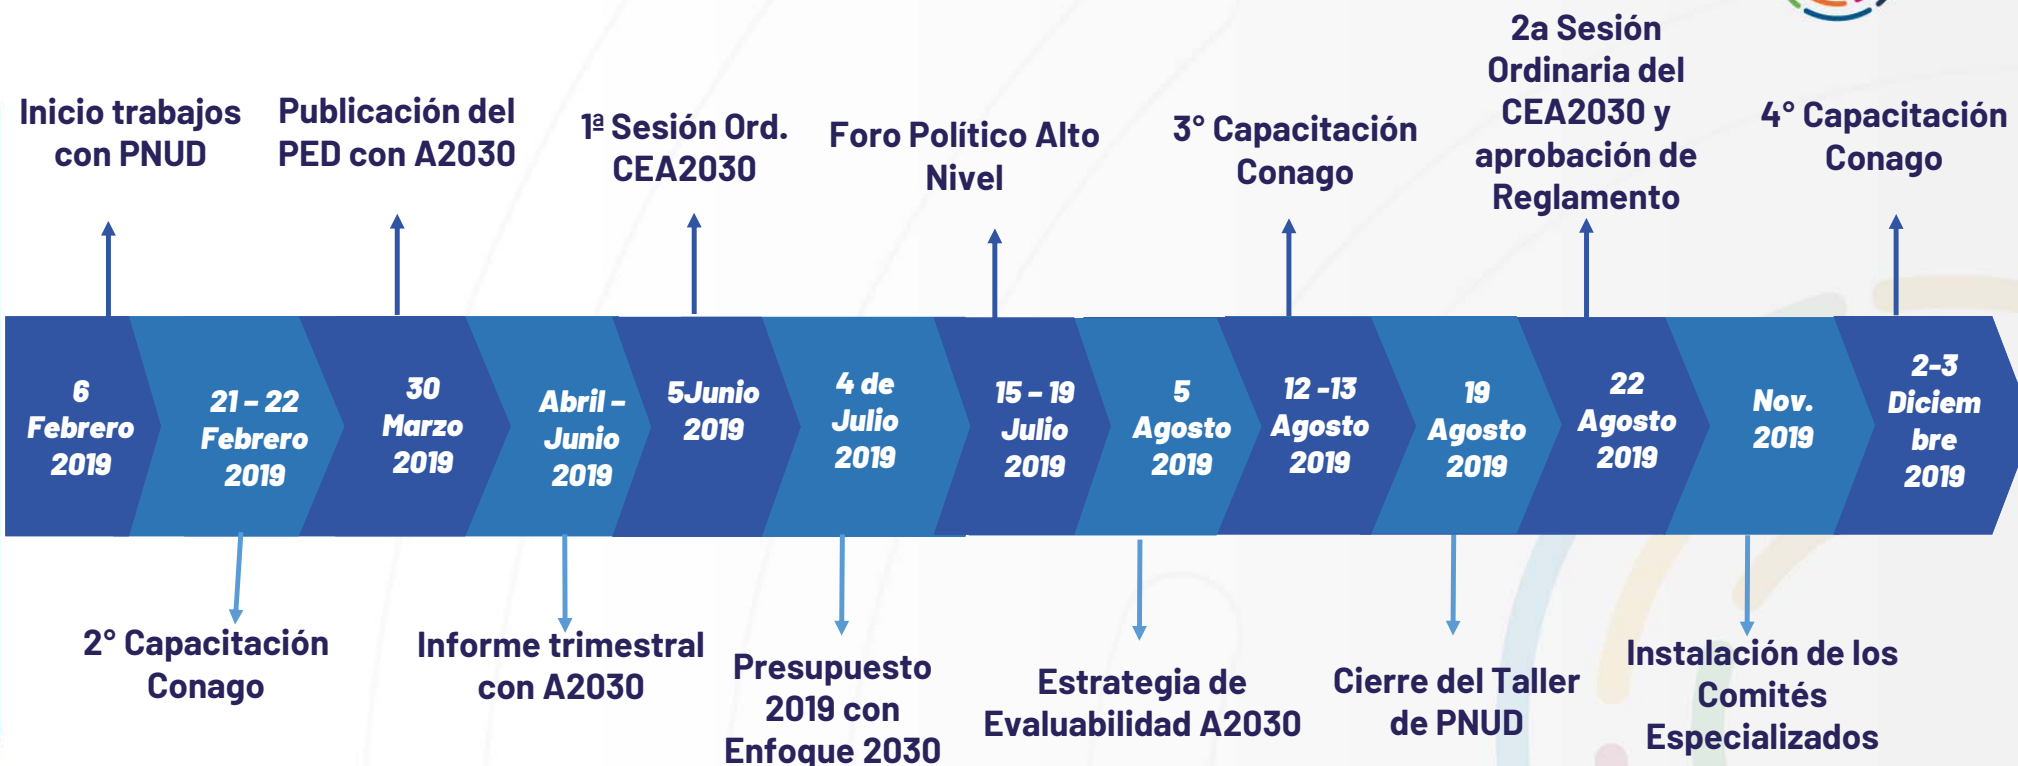 Inicio trabajos
con PNUD
Publicación del
PED con A2030
1ª Sesión Ord.
CEA2030
Foro Político Alto
Nivel
3° Capacitación
Conago
2a Sesión
Ordinaria del
CEA2030 y
aprobación de
Reglamento
4° Capacitación
Conago
6
Febrero
2019
21 – 22
Febrero
2019
30
Marzo
2019
Abril –
Junio
2019
5Junio
2019
4 de
Julio
2019
15 – 19
Julio
2019
5
Agosto
2019
12 -13
Agosto
2019
19
Agosto
2019
22
Agosto
2019
Nov.
2019
2-3
Diciem
bre
2019
2° Capacitación
Conago
Informe trimestral
con A2030
Presupuesto
2019 con
Enfoque 2030
Estrategia de
Evaluabilidad A2030
Cierre del Taller
de PNUD
Instalación de los
Comités
Especializados